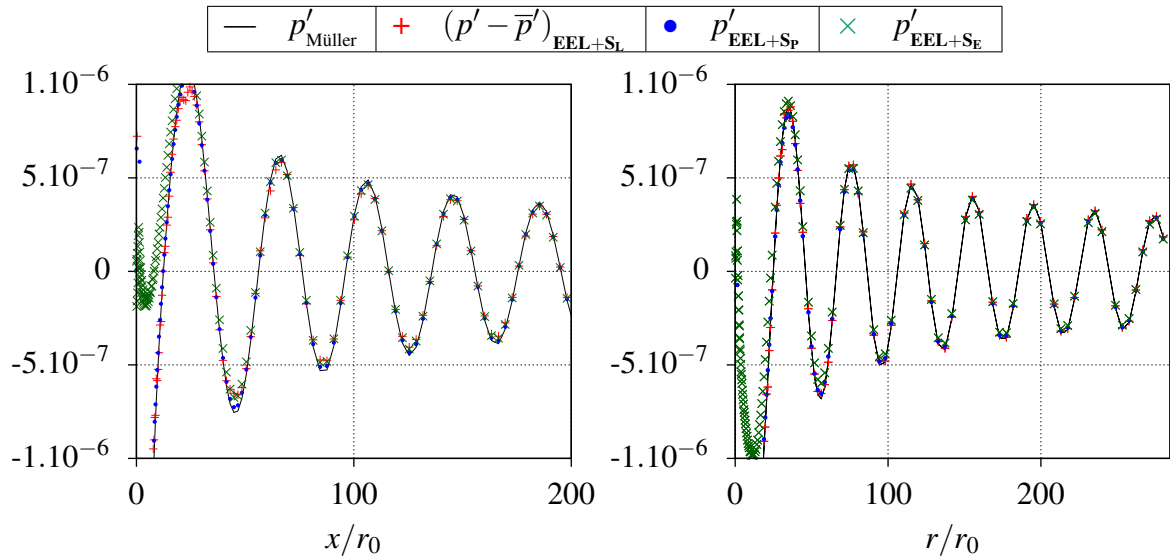 p′Müller (p′ − p̅′)EEL+SL p′EEL+SP p′EEL+SE
1.10⁻⁶
5.10⁻⁷
0
-5.10⁻⁷
-1.10⁻⁶
0 100 200
x/r₀
1.10⁻⁶
5.10⁻⁷
0
-5.10⁻⁷
-1.10⁻⁶
0 100 200
r/r₀